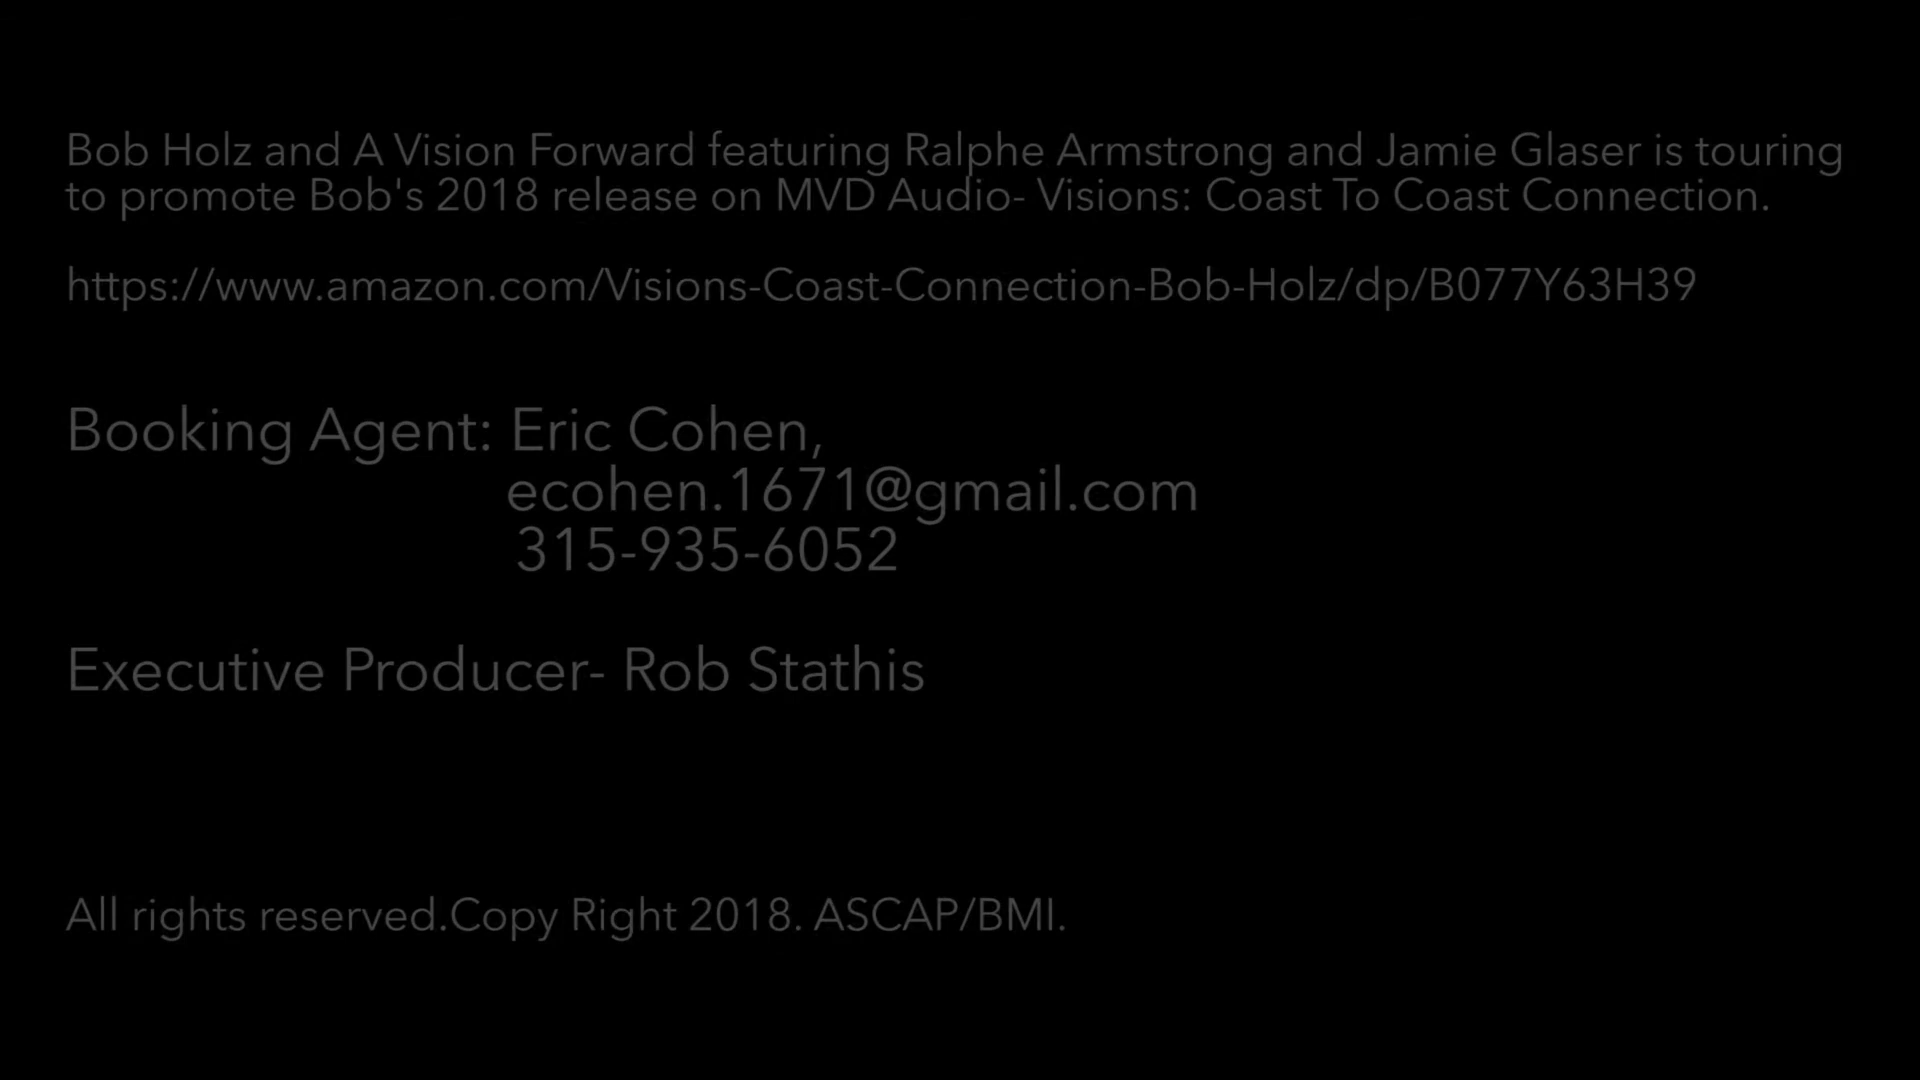 Bob Holz and A Vision Forward featuring Ralphe Armstrong and Jamie Glaser is touring
to promote Bob's 2018 release on MVD Audio- Visions: Coast To Coast Connection.
https://www.amazon.com/Visions-Coast-Connection-Bob-Holz/dp/B077Y63H39
Booking Agent: Eric Cohen,
ecohen.1671@gmail.com
315-935-6052
Executive Producer- Rob Stathis
All rights reserved.Copy Right 2018. ASCAP/BMI.